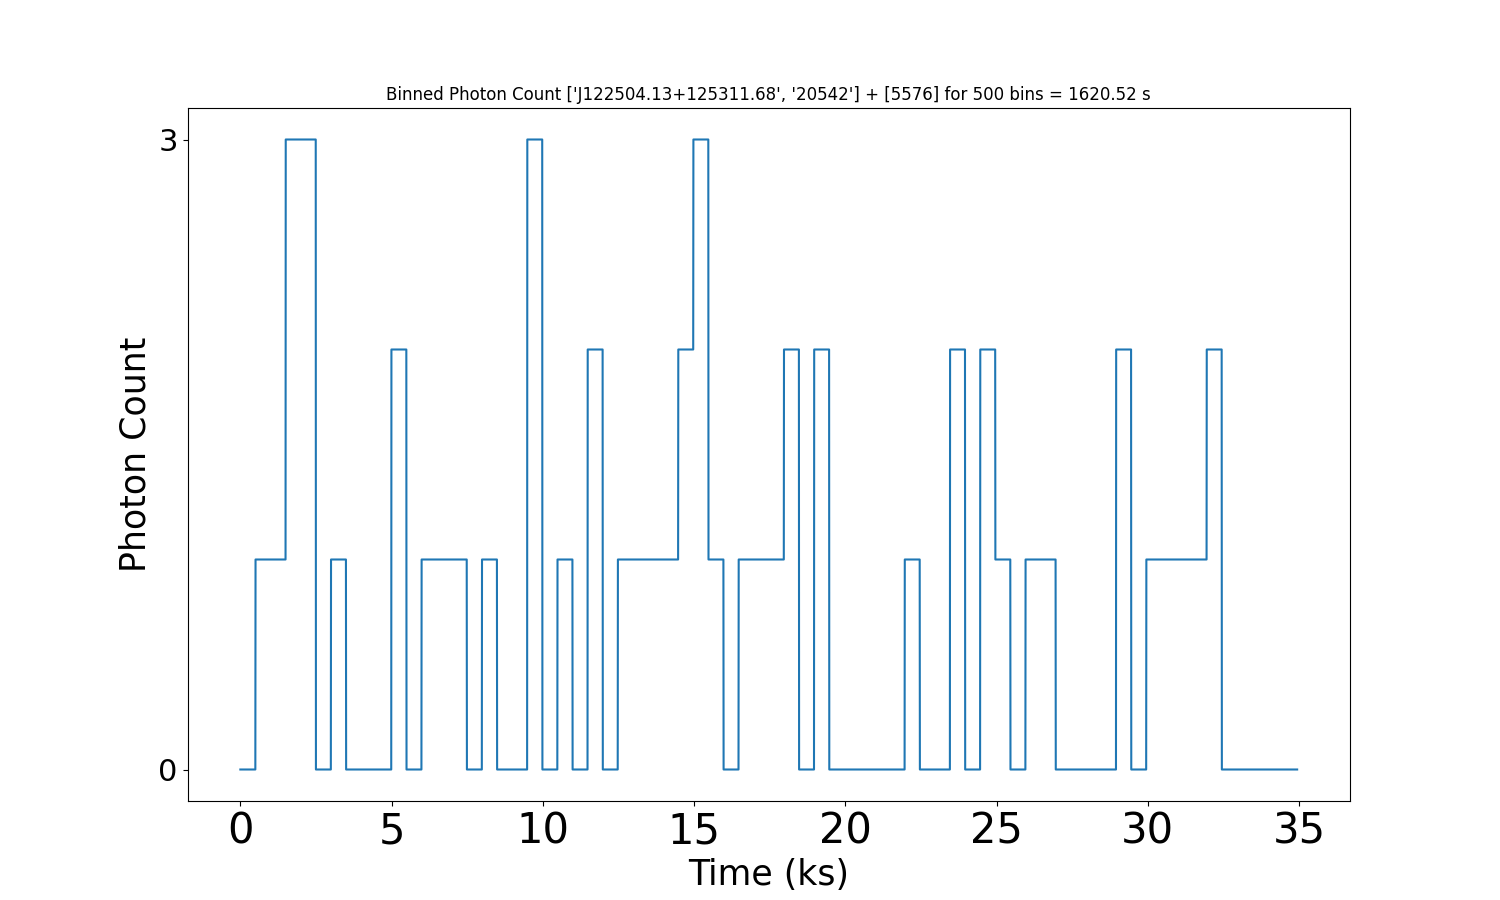 Binned Photon Count ['J122504.13+125311.68', '20542'] + [5576] for 500 bins = 1620.52 s
3
Photon Count
0
0 5 10 15 20 25 30 35
Time (ks)